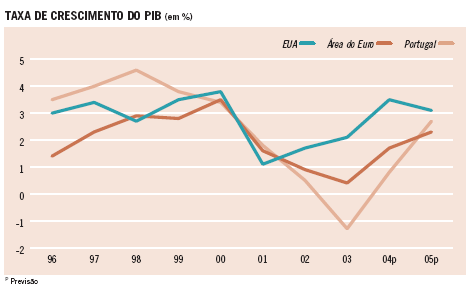 TAXA DE CRESCIMENTO DO PIB (em %)
EUA Área do Euro Portugal
5
4
3
2
1
0
-1
-2
96 97 98 99 00 01 02 03 04p 05p
P Previsão